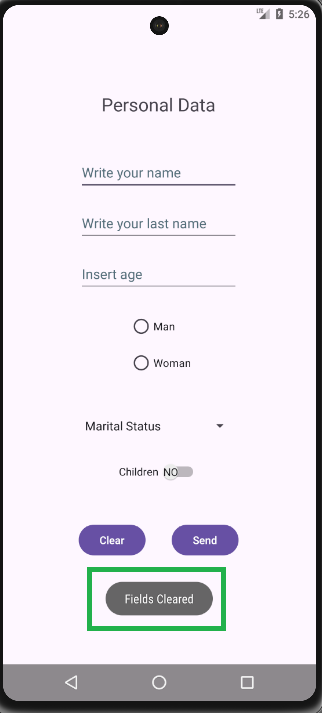 LTE 5:26
Personal Data
Write your name
Write your last name
Insert age
Man
Woman
Marital Status
Children NO
Clear Send
Fields Cleared